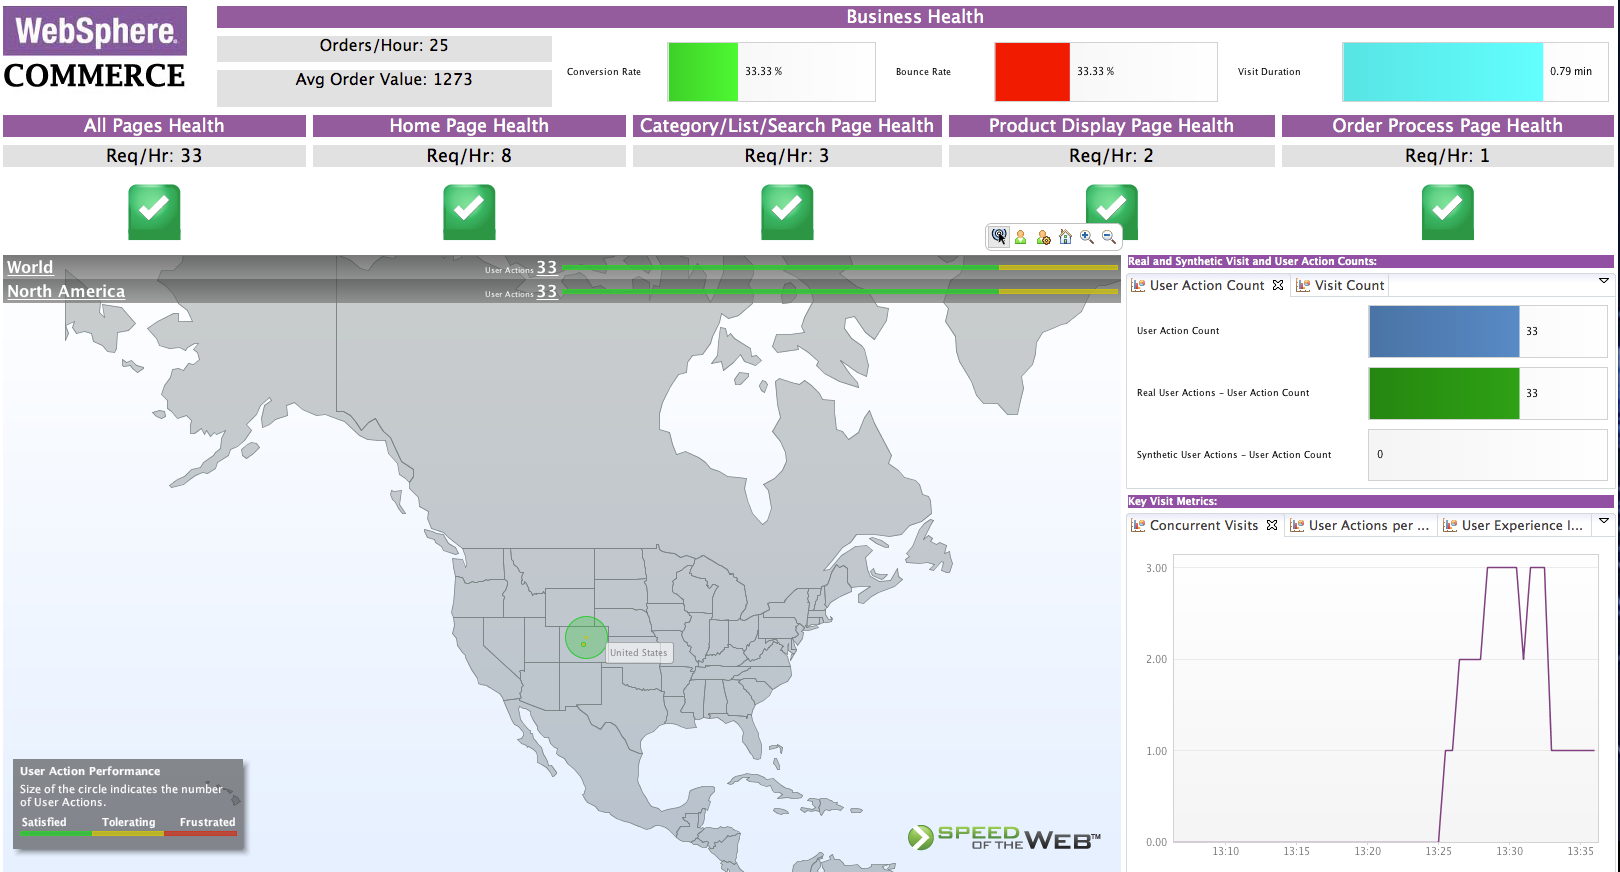 WebSphere.
COMMERCE
Business Health
Orders/Hour: 25
Avg Order Value: 1273
Conversion Rate
33.33 %
Bounce Rate
33.33 %
Visit Duration
0.79 min
All Pages Health
Req/Hr: 33
Home Page Health
Req/Hr: 8
Category/List/Search Page Health
Req/Hr: 3
Product Display Page Health
Req/Hr: 2
Order Process Page Health
Req/Hr: 1
World
User Actions 33
North America
User Actions 33
United States
User Action Performance
Size of the circle indicates the number
of User Actions.
Satisfied Tolerating Frustrated
SPEED
OF THE WEB™
Real and Synthetic Visit and User Action Counts:
User Action Count Visit Count
User Action Count
33
Real User Actions - User Action Count
33
Synthetic User Actions - User Action Count
0
Key Visit Metrics:
Concurrent Visits User Actions per ... User Experience I...
3.00
2.00
1.00
0.00
13:10 13:15 13:20 13:25 13:30 13:35